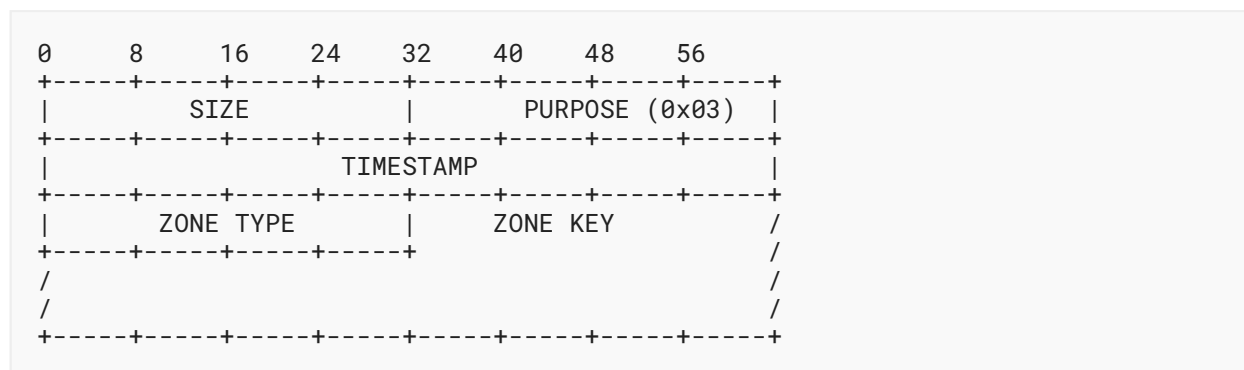 0     8     16    24    32    40    48    56
+-----+-----+-----+-----+-----+-----+-----+-----+
|         SIZE          |       PURPOSE (0x03)  |
+-----+-----+-----+-----+-----+-----+-----+-----+
|                   TIMESTAMP                   |
+-----+-----+-----+-----+-----+-----+-----+-----+
|       ZONE TYPE       |     ZONE KEY          /
+-----+-----+-----+-----+                       /
/                                               /
/                                               /
+-----+-----+-----+-----+-----+-----+-----+-----+